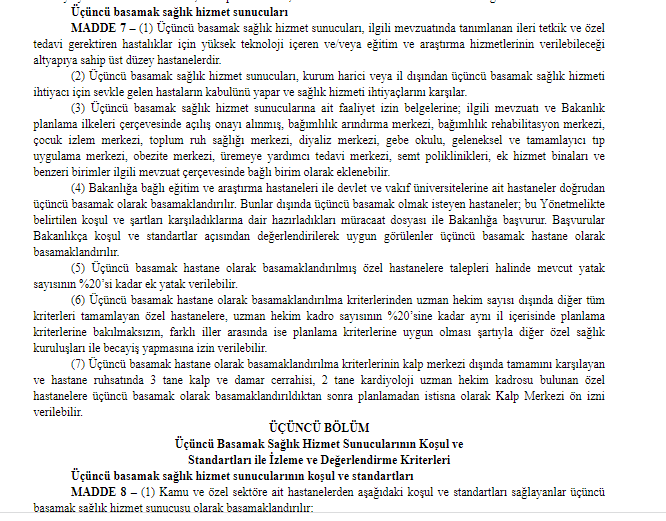 Üçüncü basamak sağlık hizmet sunucuları
MADDE 7 – (1) Üçüncü basamak sağlık hizmet sunucuları, ilgili mevzuatında tanımlanan ileri tetkik ve özel
tedavi gerektiren hastalıklar için yüksek teknoloji içeren ve/veya eğitim ve araştırma hizmetlerinin verilebileceği
altyapıya sahip üst düzey hastanelerdir.
(2) Üçüncü basamak sağlık hizmet sunucuları, kurum harici veya il dışından üçüncü basamak sağlık hizmeti
ihtiyacı için sevkle gelen hastaların kabulünü yapar ve sağlık hizmeti ihtiyaçlarını karşılar.
(3) Üçüncü basamak sağlık hizmet sunucularına ait faaliyet izin belgelerine; ilgili mevzuatı ve Bakanlık
planlama ilkeleri çerçevesinde açılış onayı alınmış, bağımlılık arındırma merkezi, bağımlılık rehabilitasyon merkezi,
çocuk izlem merkezi, toplum ruh sağlığı merkezi, diyaliz merkezi, gebe okulu, geleneksel ve tamamlayıcı tıp
uygulama merkezi, obezite merkezi, üremeye yardımcı tedavi merkezi, semt poliklinikleri, ek hizmet binaları ve
benzeri birimler ilgili mevzuat çerçevesinde bağlı birim olarak eklenebilir.
(4) Bakanlığa bağlı eğitim ve araştırma hastaneleri ile devlet ve vakıf üniversitelerine ait hastaneler doğrudan
üçüncü basamak olarak basamaklandırılır. Bunlar dışında üçüncü basamak olmak isteyen hastaneler; bu Yönetmelikte
belirtilen koşul ve şartları karşıladıklarına dair hazırladıkları müracaat dosyası ile Bakanlığa başvurur. Başvurular
Bakanlıkça koşul ve standartlar açısından değerlendirilerek uygun görülenler üçüncü basamak hastane olarak
basamaklandırılır.
(5) Üçüncü basamak hastane olarak basamaklandırılmış özel hastanelere talepleri halinde mevcut yatak
sayısının %20’si kadar ek yatak verilebilir.
(6) Üçüncü basamak hastane olarak basamaklandırılma kriterlerinden uzman hekim sayısı dışında diğer tüm
kriterleri tamamlayan özel hastanelere, uzman hekim kadro sayısının %20’sine kadar aynı il içerisinde planlama
kriterlerine bakılmaksızın, farklı iller arasında ise planlama kriterlerine uygun olması şartıyla diğer özel sağlık
kuruluşları ile becayiş yapmasına izin verilebilir.
(7) Üçüncü basamak hastane olarak basamaklandırılma kriterlerinin kalp merkezi dışında tamamını karşılayan
ve hastane ruhsatında 3 tane kalp ve damar cerrahisi, 2 tane kardiyoloji uzman hekim kadrosu bulunan özel
hastanelere üçüncü basamak olarak basamaklandırıldıktan sonra planlamadan istisna olarak Kalp Merkezi ön izni
verilebilir.
ÜÇÜNCÜ BÖLÜM
Üçüncü Basamak Sağlık Hizmet Sunucularının Koşul ve
Standartları ile İzleme ve Değerlendirme Kriterleri
Üçüncü basamak sağlık hizmet sunucularının koşul ve standartları
MADDE 8 – (1) Kamu ve özel sektöre ait hastanelerden aşağıdaki koşul ve standartları sağlayanlar üçüncü
basamak sağlık hizmet sunucusu olarak basamaklandırılır: